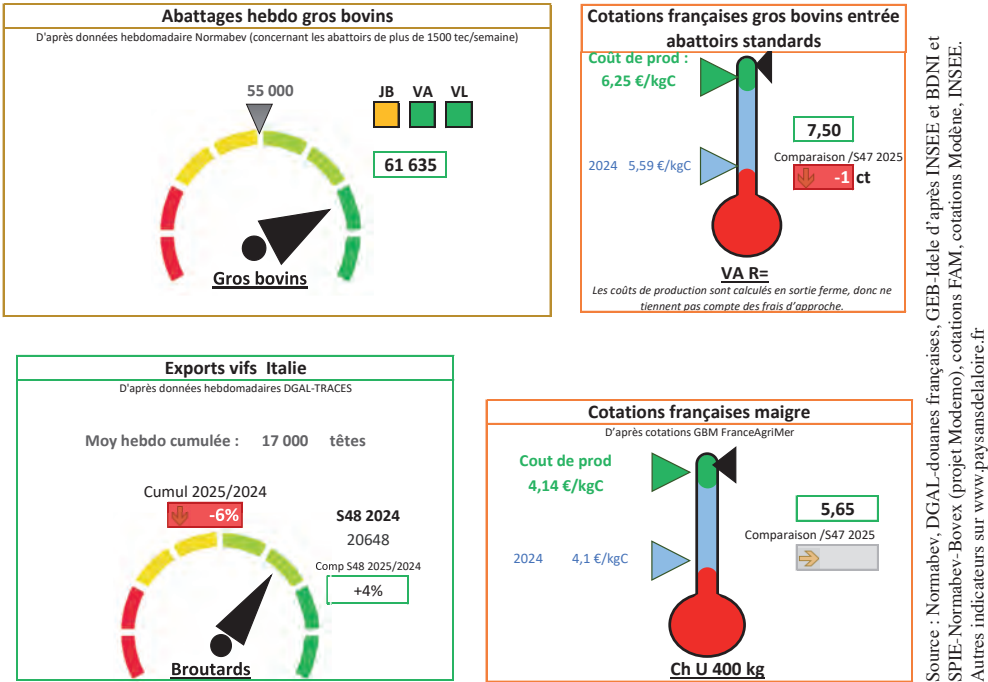 Abattages hebdo gros bovins
D'après données hebdomadaire Normabev (concernant les abattoirs de plus de 1500 tec/semaine)
55 000
JB VA VL
61 635
Gros bovins
Cotations françaises gros bovins entrée
abattoirs standards
Coût de prod :
6,25 €/kgC
7,50
Comparaison /S47 2025
2024 5,59 €/kgC
-1 ct
VA R=
Les coûts de production sont calculés en sortie ferme, donc ne
tiennent pas compte des frais d'approche.
Exports vifs Italie
D'après données hebdomadaires DGAL-TRACES
Moy hebdo cumulée : 17 000 têtes
Cumul 2025/2024
-6%
S48 2024
20648
Comp S48 2025/2024
+4%
Broutards
Cotations françaises maigre
D'après cotations GBM FranceAgriMer
Cout de prod
4,14 €/kgC
5,65
Comparaison /S47 2025
2024 4,1 €/kgC
Ch U 400 kg
Source : Normabev, DGAL-douanes françaises, GEB-Idele d'après INSEE et BDNI et
SPIE-Normabev-Bovex (projet Modemo), cotations FAM, cotations Modène, INSEE.
Autres indicateurs sur www.paysansdelaloire.fr